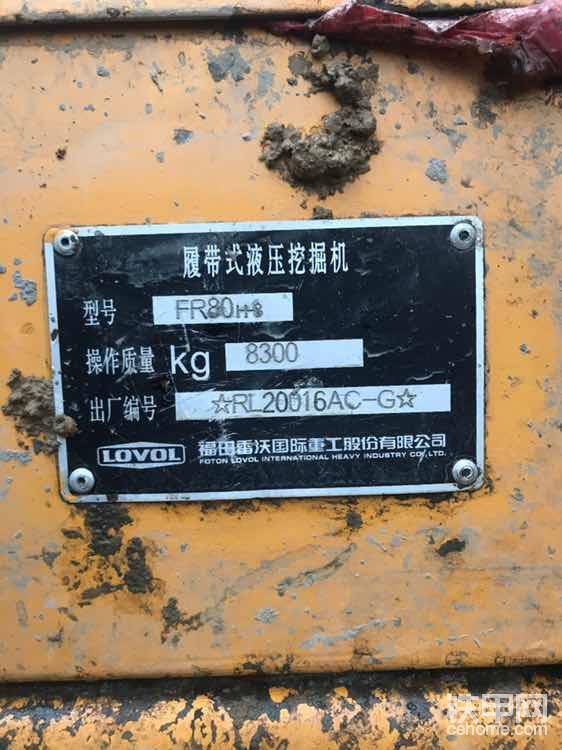 履带式液压挖掘机
型号 FR80H-8
操作质量 kg 8300
出厂编号 ☆RL20016AC-G☆
LOVOL 福田雷沃国际重工股份有限公司
FOTON LOVOL INTERNATIONAL HEAVY INDUSTRY CO.,LTD.
铁甲网
cehome.com